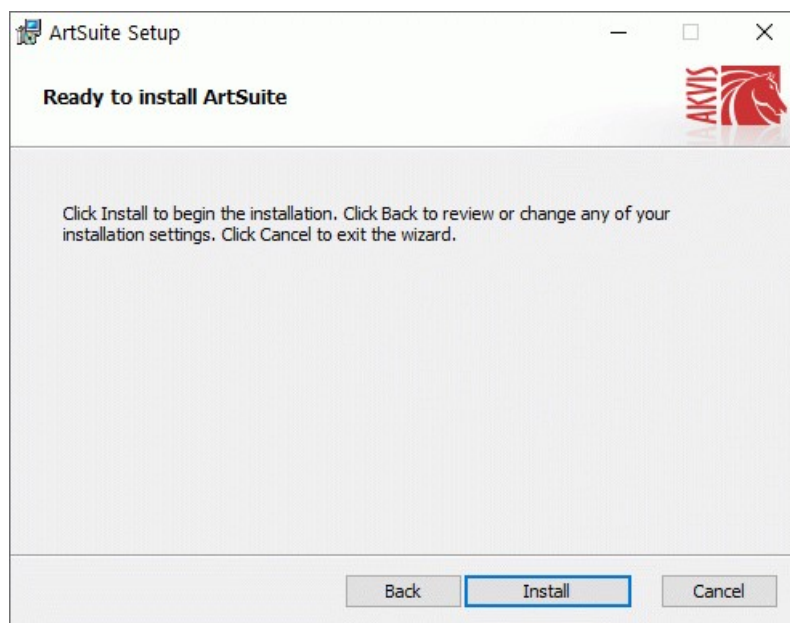 ArtSuite Setup
Ready to install ArtSuite
AKVIS
Click Install to begin the installation. Click Back to review or change any of your
installation settings. Click Cancel to exit the wizard.
Back
Install
Cancel